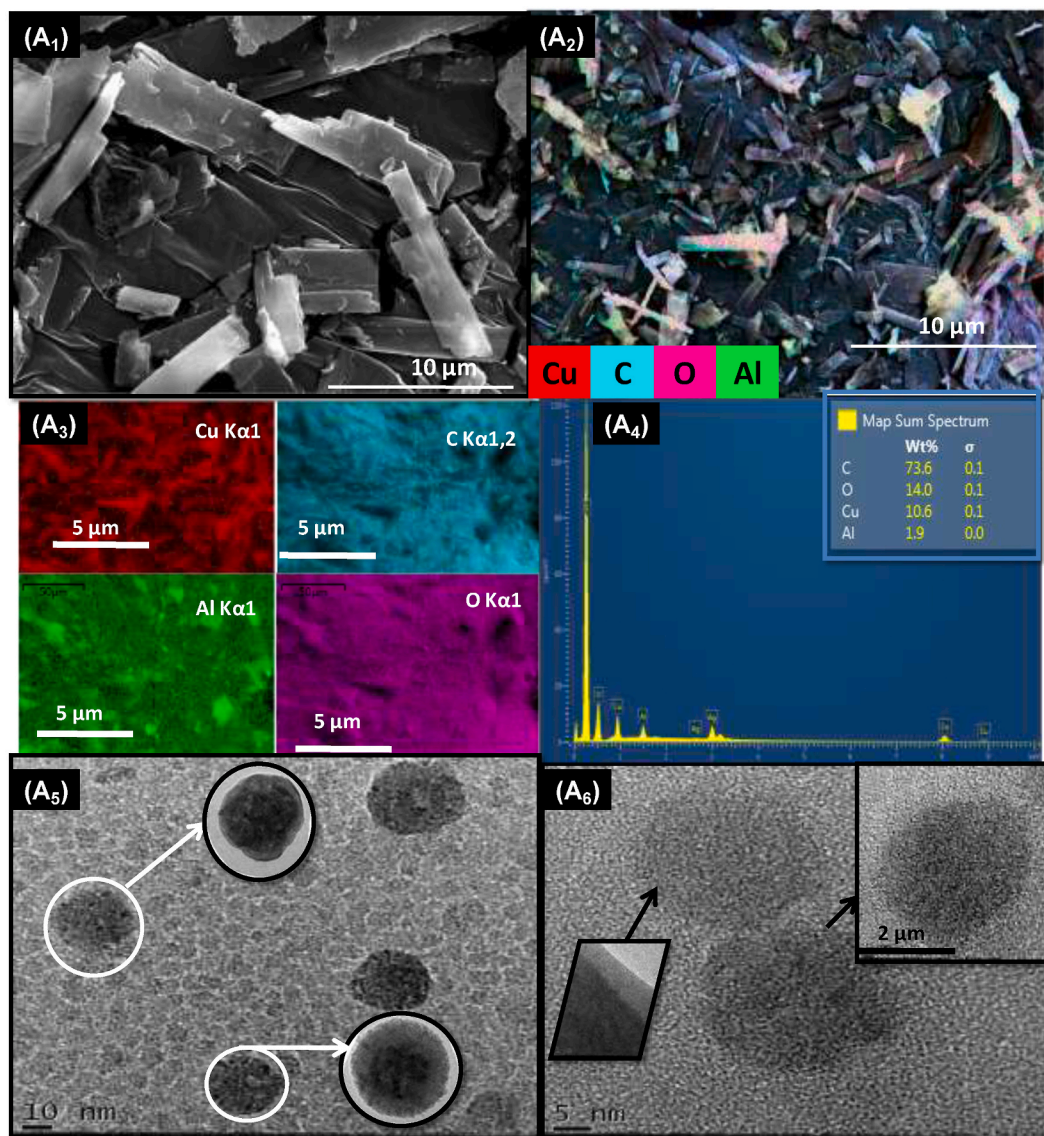 (A1)
10 µm
(A2)
10 µm
Cu C O Al
(A3)
Cu Kα1
5 µm
C Kα1,2
5 µm
50µm
Al Kα1
5 µm
O Kα1
5 µm
(A4)
Map Sum Spectrum
Wt% σ
C 73.6 0.1
O 14.0 0.1
Cu 10.6 0.1
Al 1.9 0.0
(A5)
10 nm
(A6)
2 µm
5 nm